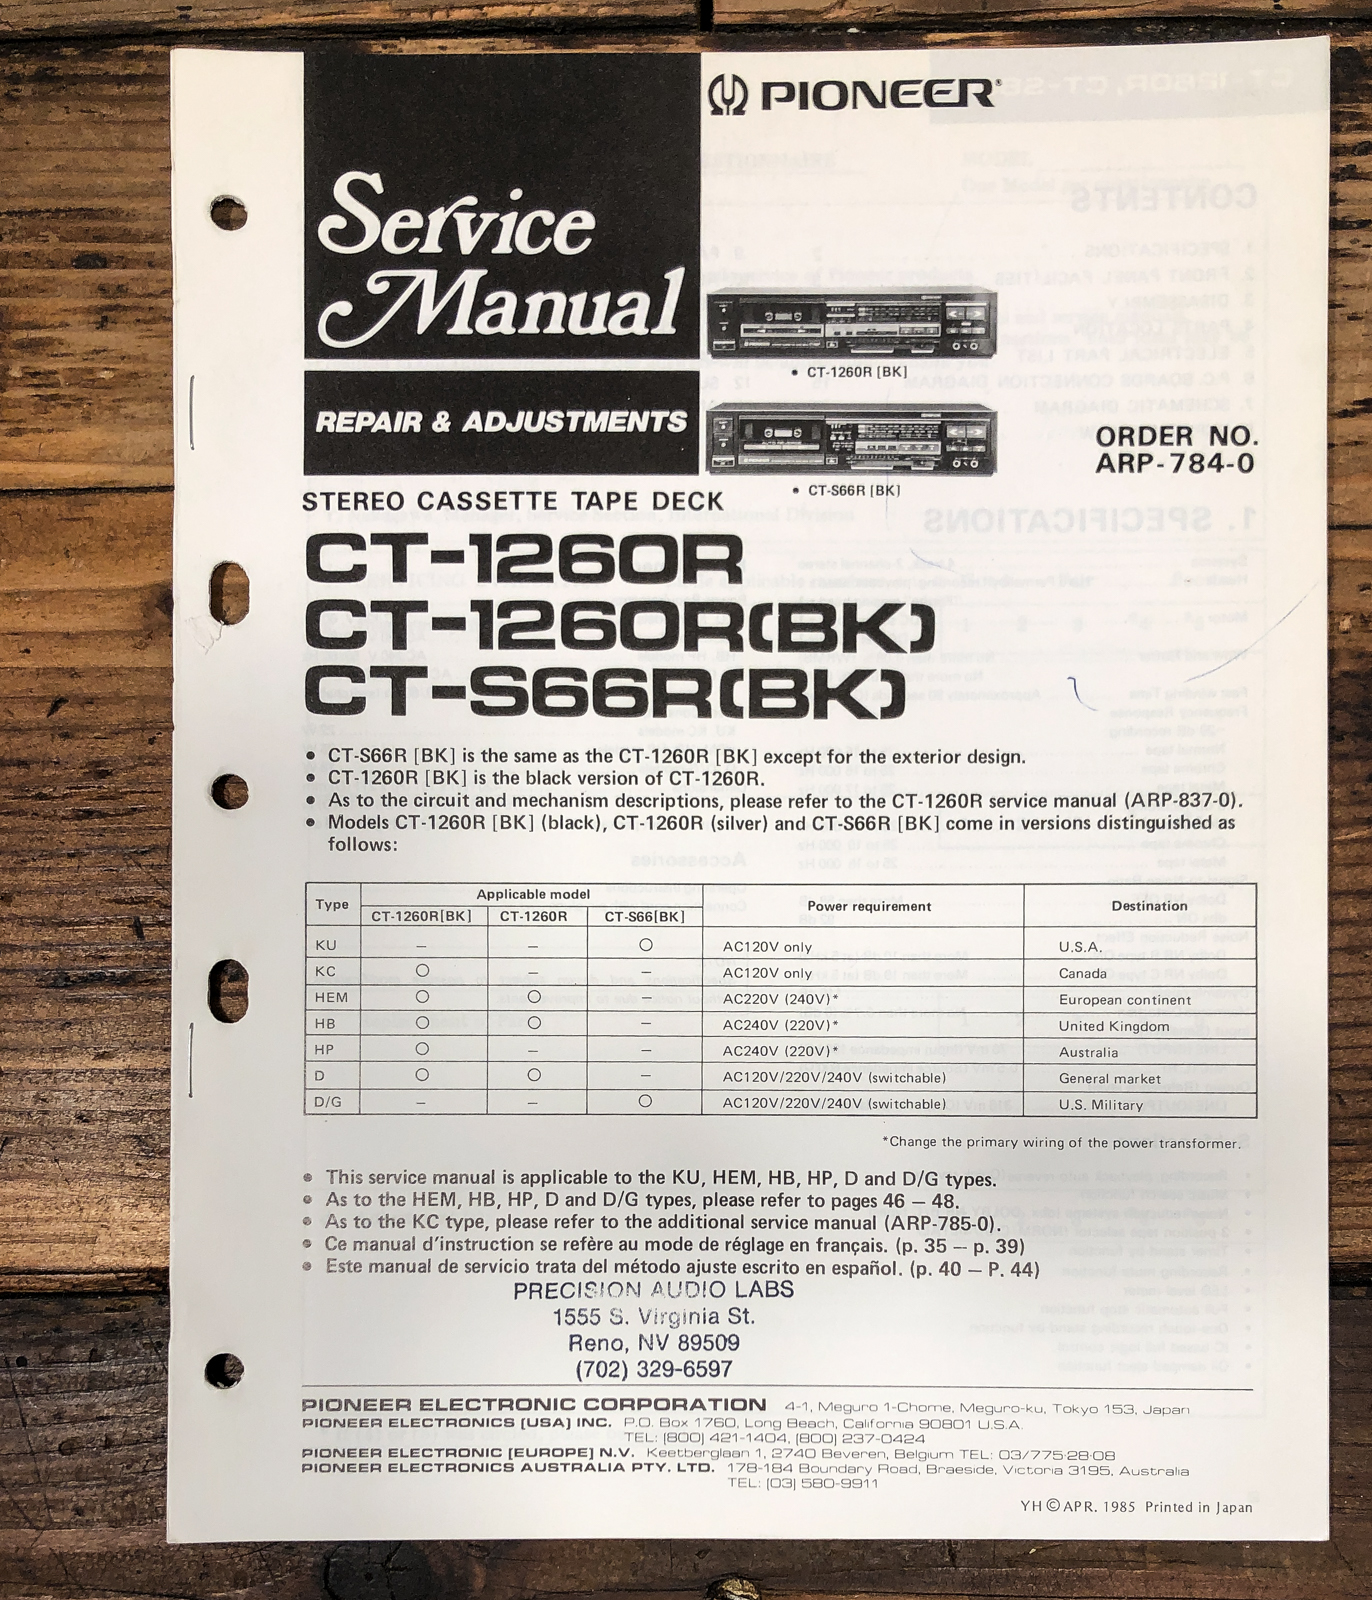 PIONEER®
Service
Manual
• CT-1260R [BK]
REPAIR & ADJUSTMENTS
ORDER NO.
ARP-784-0
• CT-S66R [BK]
STEREO CASSETTE TAPE DECK
CT-1260R
CT-1260R(BK)
CT-S66R(BK)
• CT-S66R [BK] is the same as the CT-1260R [BK] except for the exterior design.
• CT-1260R [BK] is the black version of CT-1260R.
• As to the circuit and mechanism descriptions, please refer to the CT-1260R service manual (ARP-837-0).
• Models CT-1260R [BK] (black), CT-1260R (silver) and CT-S66R [BK] come in versions distinguished as
follows:
Type Applicable model Power requirement Destination
CT-1260R[BK] CT-1260R CT-S66[BK]
KU – – ○ AC120V only U.S.A.
KC ○ – – AC120V only Canada
HEM ○ ○ – AC220V (240V)* European continent
HB ○ ○ – AC240V (220V)* United Kingdom
HP ○ – – AC240V (220V)* Australia
D ○ ○ – AC120V/220V/240V (switchable) General market
D/G – – ○ AC120V/220V/240V (switchable) U.S. Military
*Change the primary wiring of the power transformer.
• This service manual is applicable to the KU, HEM, HB, HP, D and D/G types.
• As to the HEM, HB, HP, D and D/G types, please refer to pages 46 – 48.
• As to the KC type, please refer to the additional service manual (ARP-785-0).
• Ce manual d'instruction se refère au mode de réglage en français. (p. 35 – p. 39)
• Este manual de servicio trata del método ajuste escrito en español. (p. 40 – P. 44)
PRECISION AUDIO LABS
1555 S. Virginia St.
Reno, NV 89509
(702) 329-6597
PIONEER ELECTRONIC CORPORATION 4-1, Meguro 1-Chome, Meguro-ku, Tokyo 153, Japan
PIONEER ELECTRONICS [USA] INC. P.O. Box 1760, Long Beach, California 90801 U.S.A.
TEL: [800] 421-1404, [800] 237-0424
PIONEER ELECTRONIC [EUROPE] N.V. Keetberglaan 1, 2740 Beveren, Belgium TEL: 03/775·28·08
PIONEER ELECTRONICS AUSTRALIA PTY. LTD. 178-184 Boundary Road, Braeside, Victoria 3195, Australia
TEL: [03] 580-9911
YH © APR. 1985 Printed in Japan